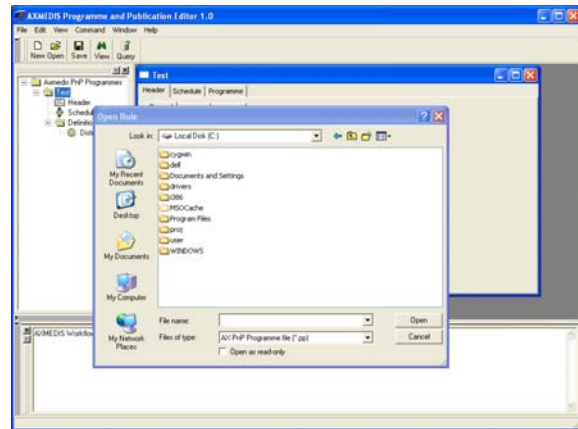 AXMEDIS Programme and Publication Editor 1.0
File Edit View Command Window Help
New Open Save View Query
Axmedis PnP Programmes
Test
Header
Schedul
Definitio
Test
Header Schedule Programme
Open Rule
Look in: Local Disk (C:)
My Recent Documents
Desktop
My Documents
My Computer
My Network Places
cygwin
dell
Documents and Settings
drivers
i386
MSOCache
Program Files
proj
user
WINDOWS
File name:
Open
Files of type: AX PnP Programme file (*.pp)
Cancel
Open as read-only
AXMEDIS Workflow